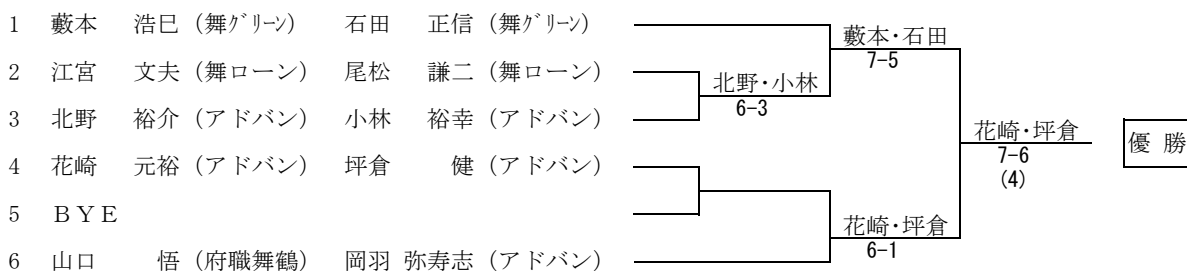 1 藪本 浩巳 (舞グリーン) 石田 正信 (舞グリーン)
藪本・石田
7-5
2 江宮 文夫 (舞ローン) 尾松 謙二 (舞ローン)
北野・小林
6-3
3 北野 裕介 (アドバン) 小林 裕幸 (アドバン)
花崎・坪倉
7-6
(4)
優 勝
4 花崎 元裕 (アドバン) 坪倉 健 (アドバン)
5 BYE
花崎・坪倉
6-1
6 山口 悟 (府職舞鶴) 岡羽 弥寿志 (アドバン)